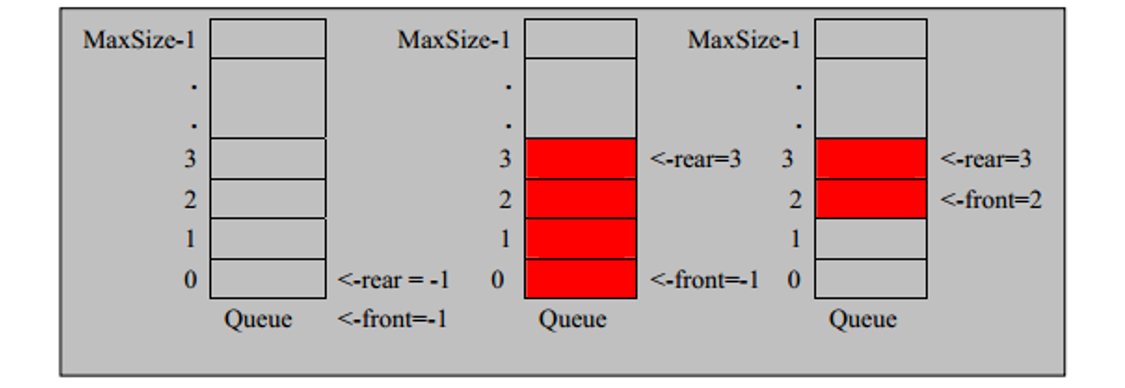 MaxSize-1 MaxSize-1 MaxSize-1
. . .
. . .
3 3 <-rear=3 3 <-rear=3
2 2 2 <-front=2
1 1 1
0 <-rear = -1 0 <-front=-1 0
Queue <-front=-1 Queue Queue